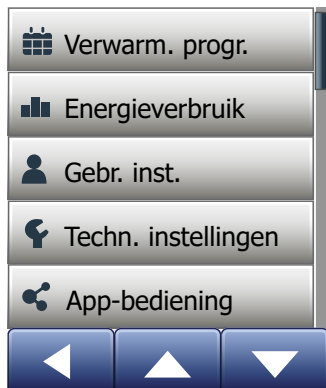 Verwarm. progr.
Energieverbruik
Gebr. inst.
Techn. instellingen
App-bediening